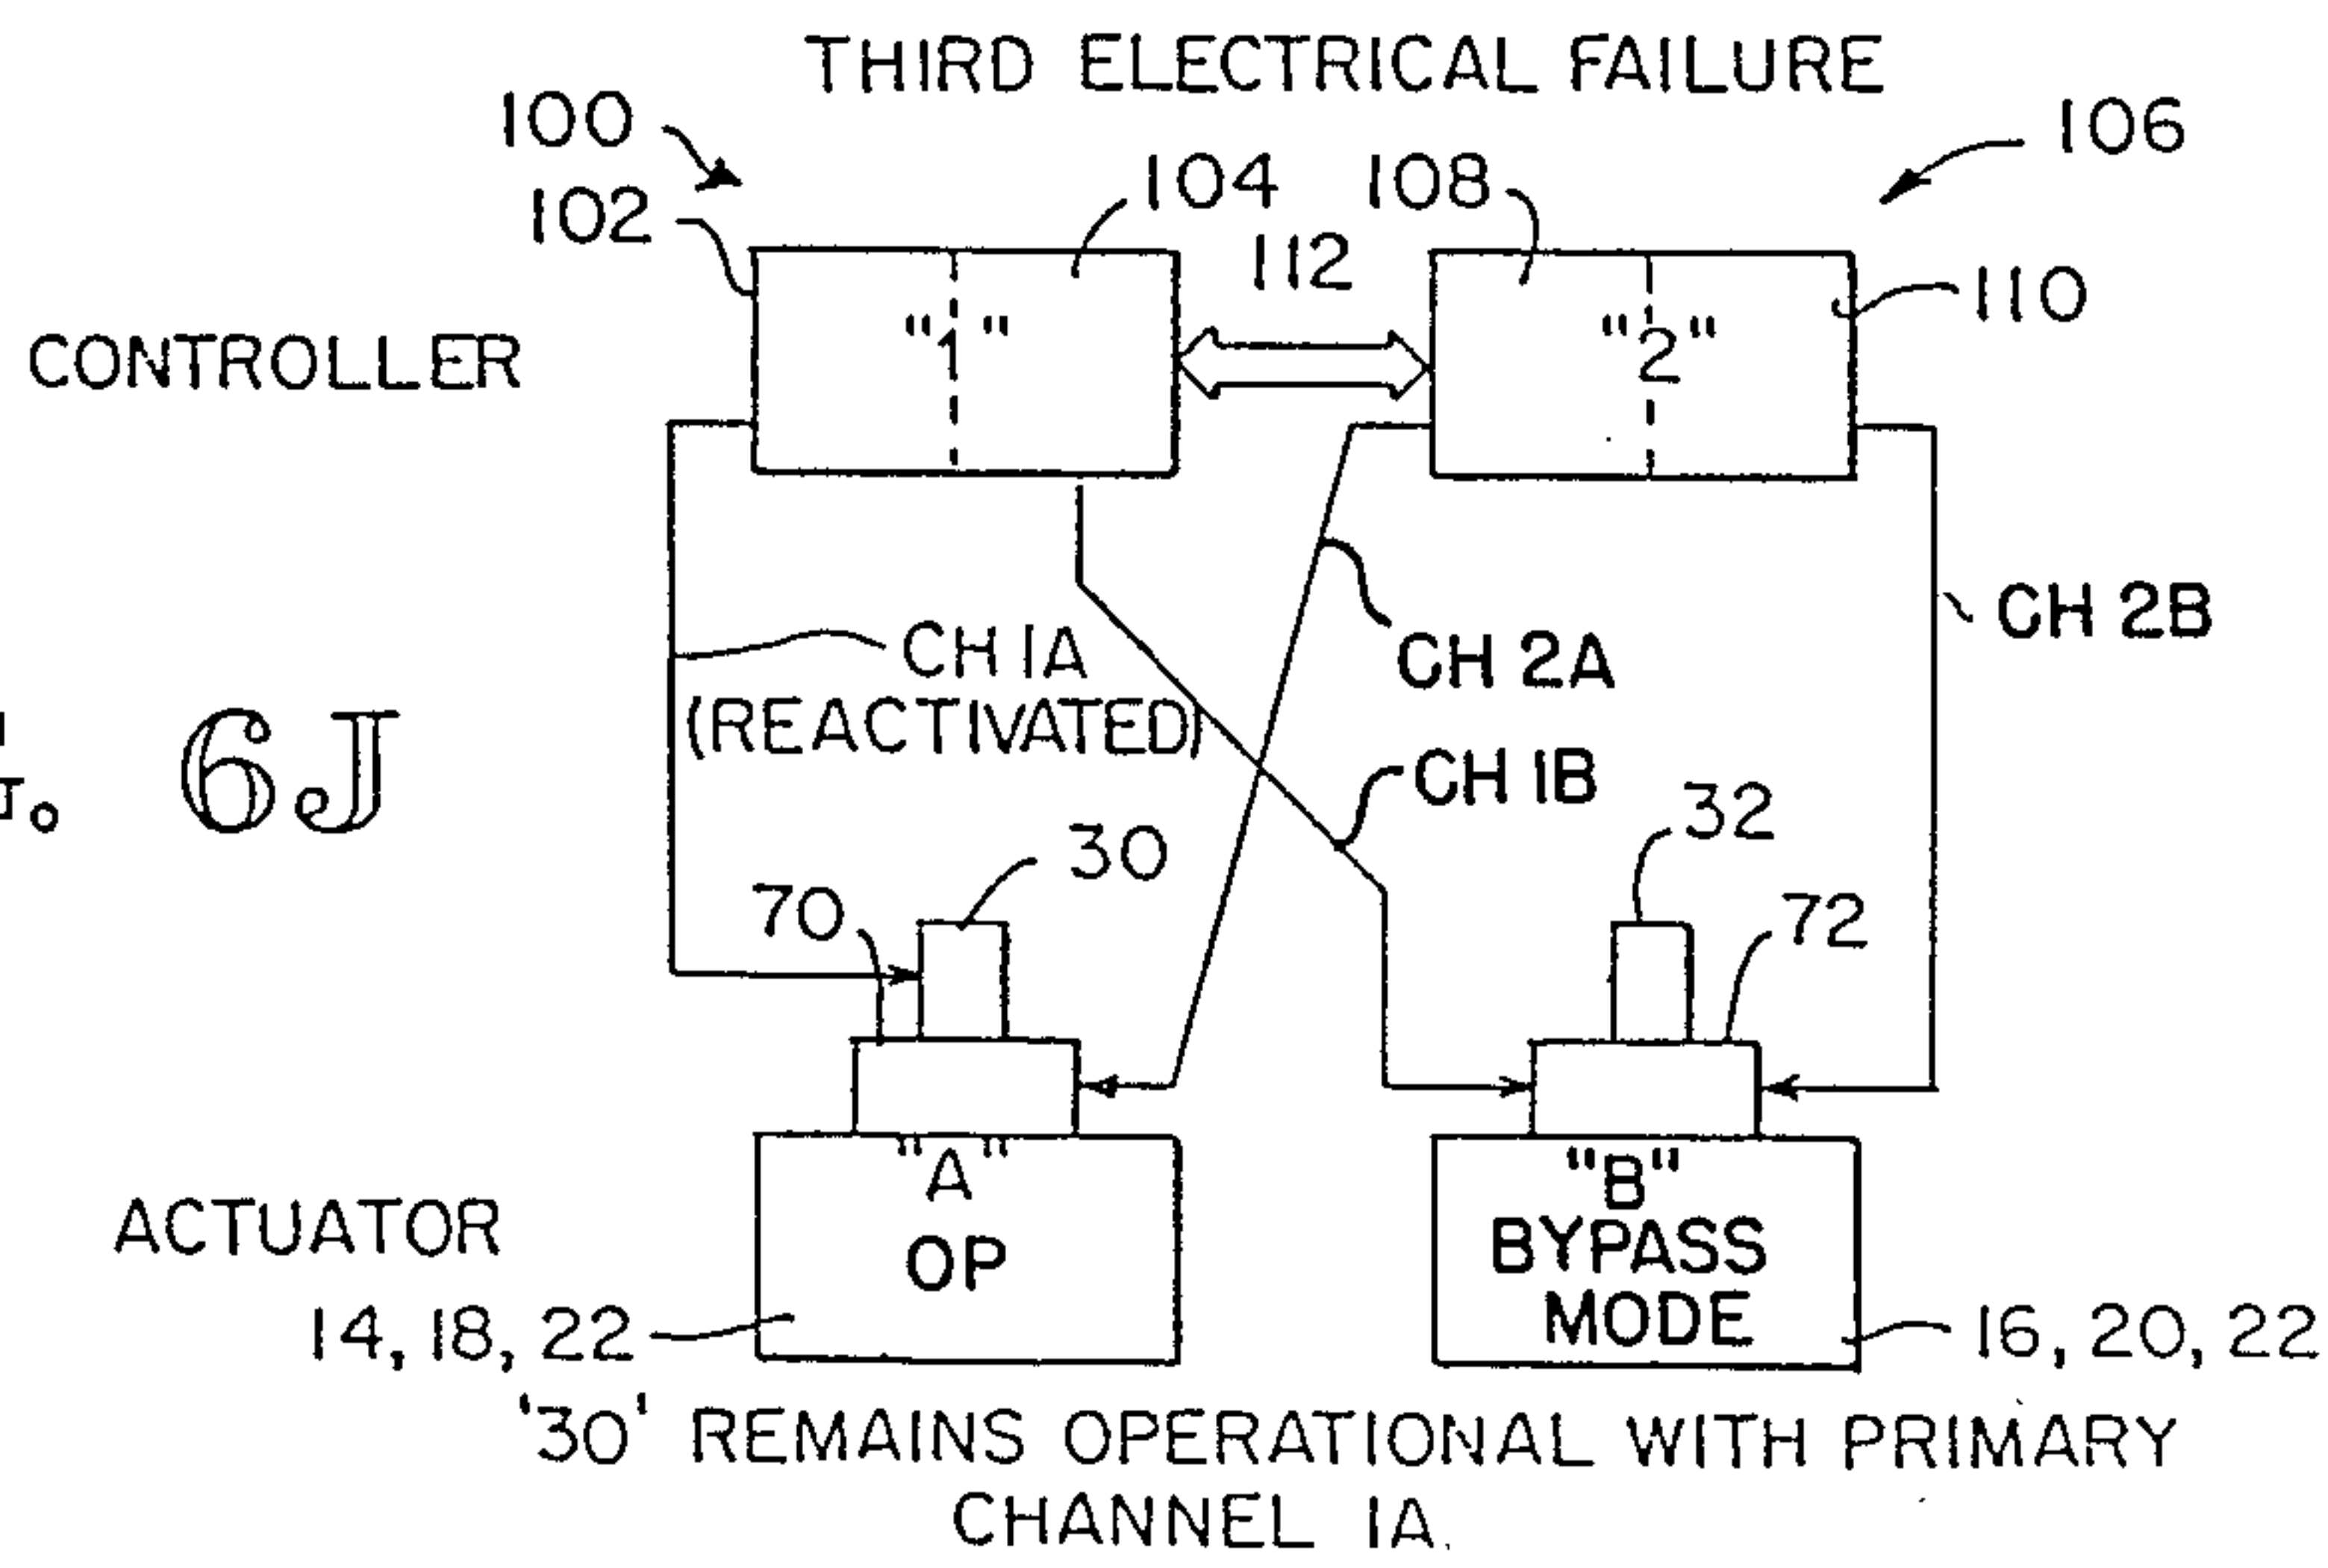 THIRD ELECTRICAL FAILURE
100
106
102
104
108
112
110
"1"
"2"
CONTROLLER
CH 1A
(REACTIVATED)
CH 2A
CH 2B
6J
CH 1B
30
32
70
72
"A"
OP
"B"
BYPASS
MODE
ACTUATOR
14, 18, 22
16, 20, 22
'30' REMAINS OPERATIONAL WITH PRIMARY
CHANNEL 1A.